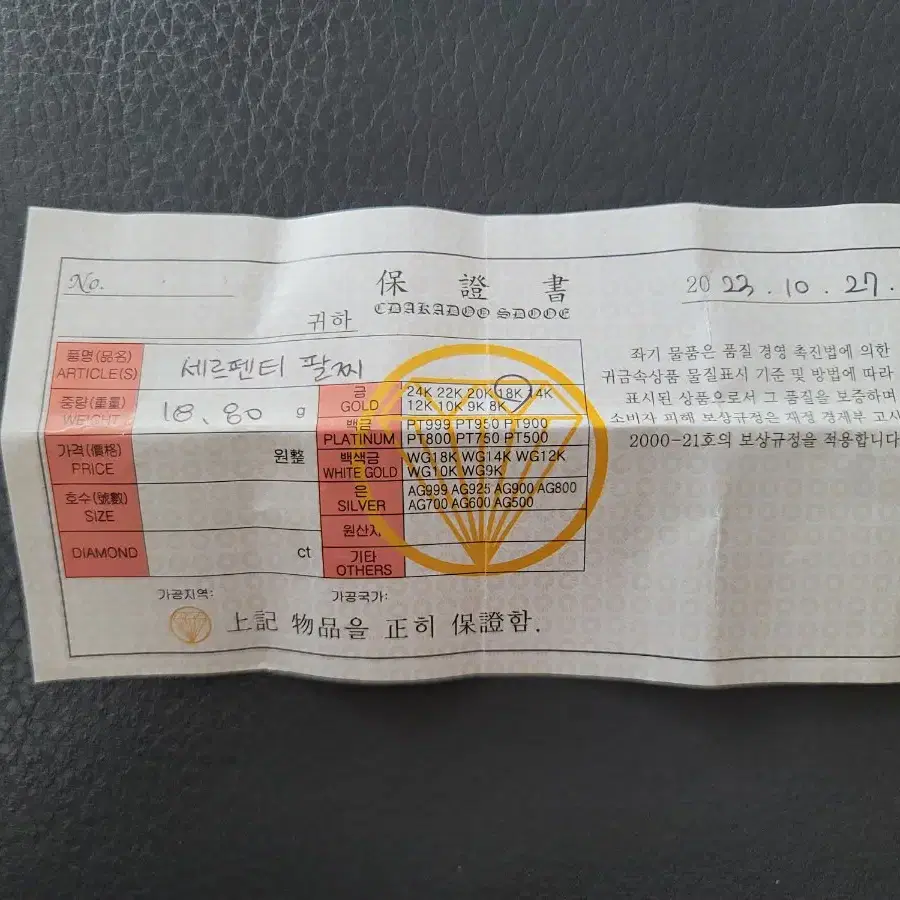 No.
保 證 書
20 23. 10. 27.
귀하
CDAKADOO SDOOE
품명(品名) 세르펜티 팔찌
ARTICLE(S)
중량(重量) 18.80 g
WEIGHT
가격(價格) 원整
PRICE
호수(號數)
SIZE
DIAMOND ct
금 24K 22K 20K 18K 14K
GOLD 12K 10K 9K 8K
백금 PT999 PT950 PT900
PLATINUM PT800 PT750 PT500
백색금 WG18K WG14K WG12K
WHITE GOLD WG10K WG9K
은 AG999 AG925 AG900 AG800
SILVER AG700 AG600 AG500
원산지
기타
OTHERS
좌기 물품은 품질 경영 촉진법에 의한
귀금속상품 물질표시 기준 및 방법에 따라
표시된 상품으로서 그 품질을 보증하며
소비자 피해 보상규정은 재정 경제부 고시
2000-21호의 보상규정을 적용합니다
가공지역: 가공국가:
上記 物品을 正히 保證함.